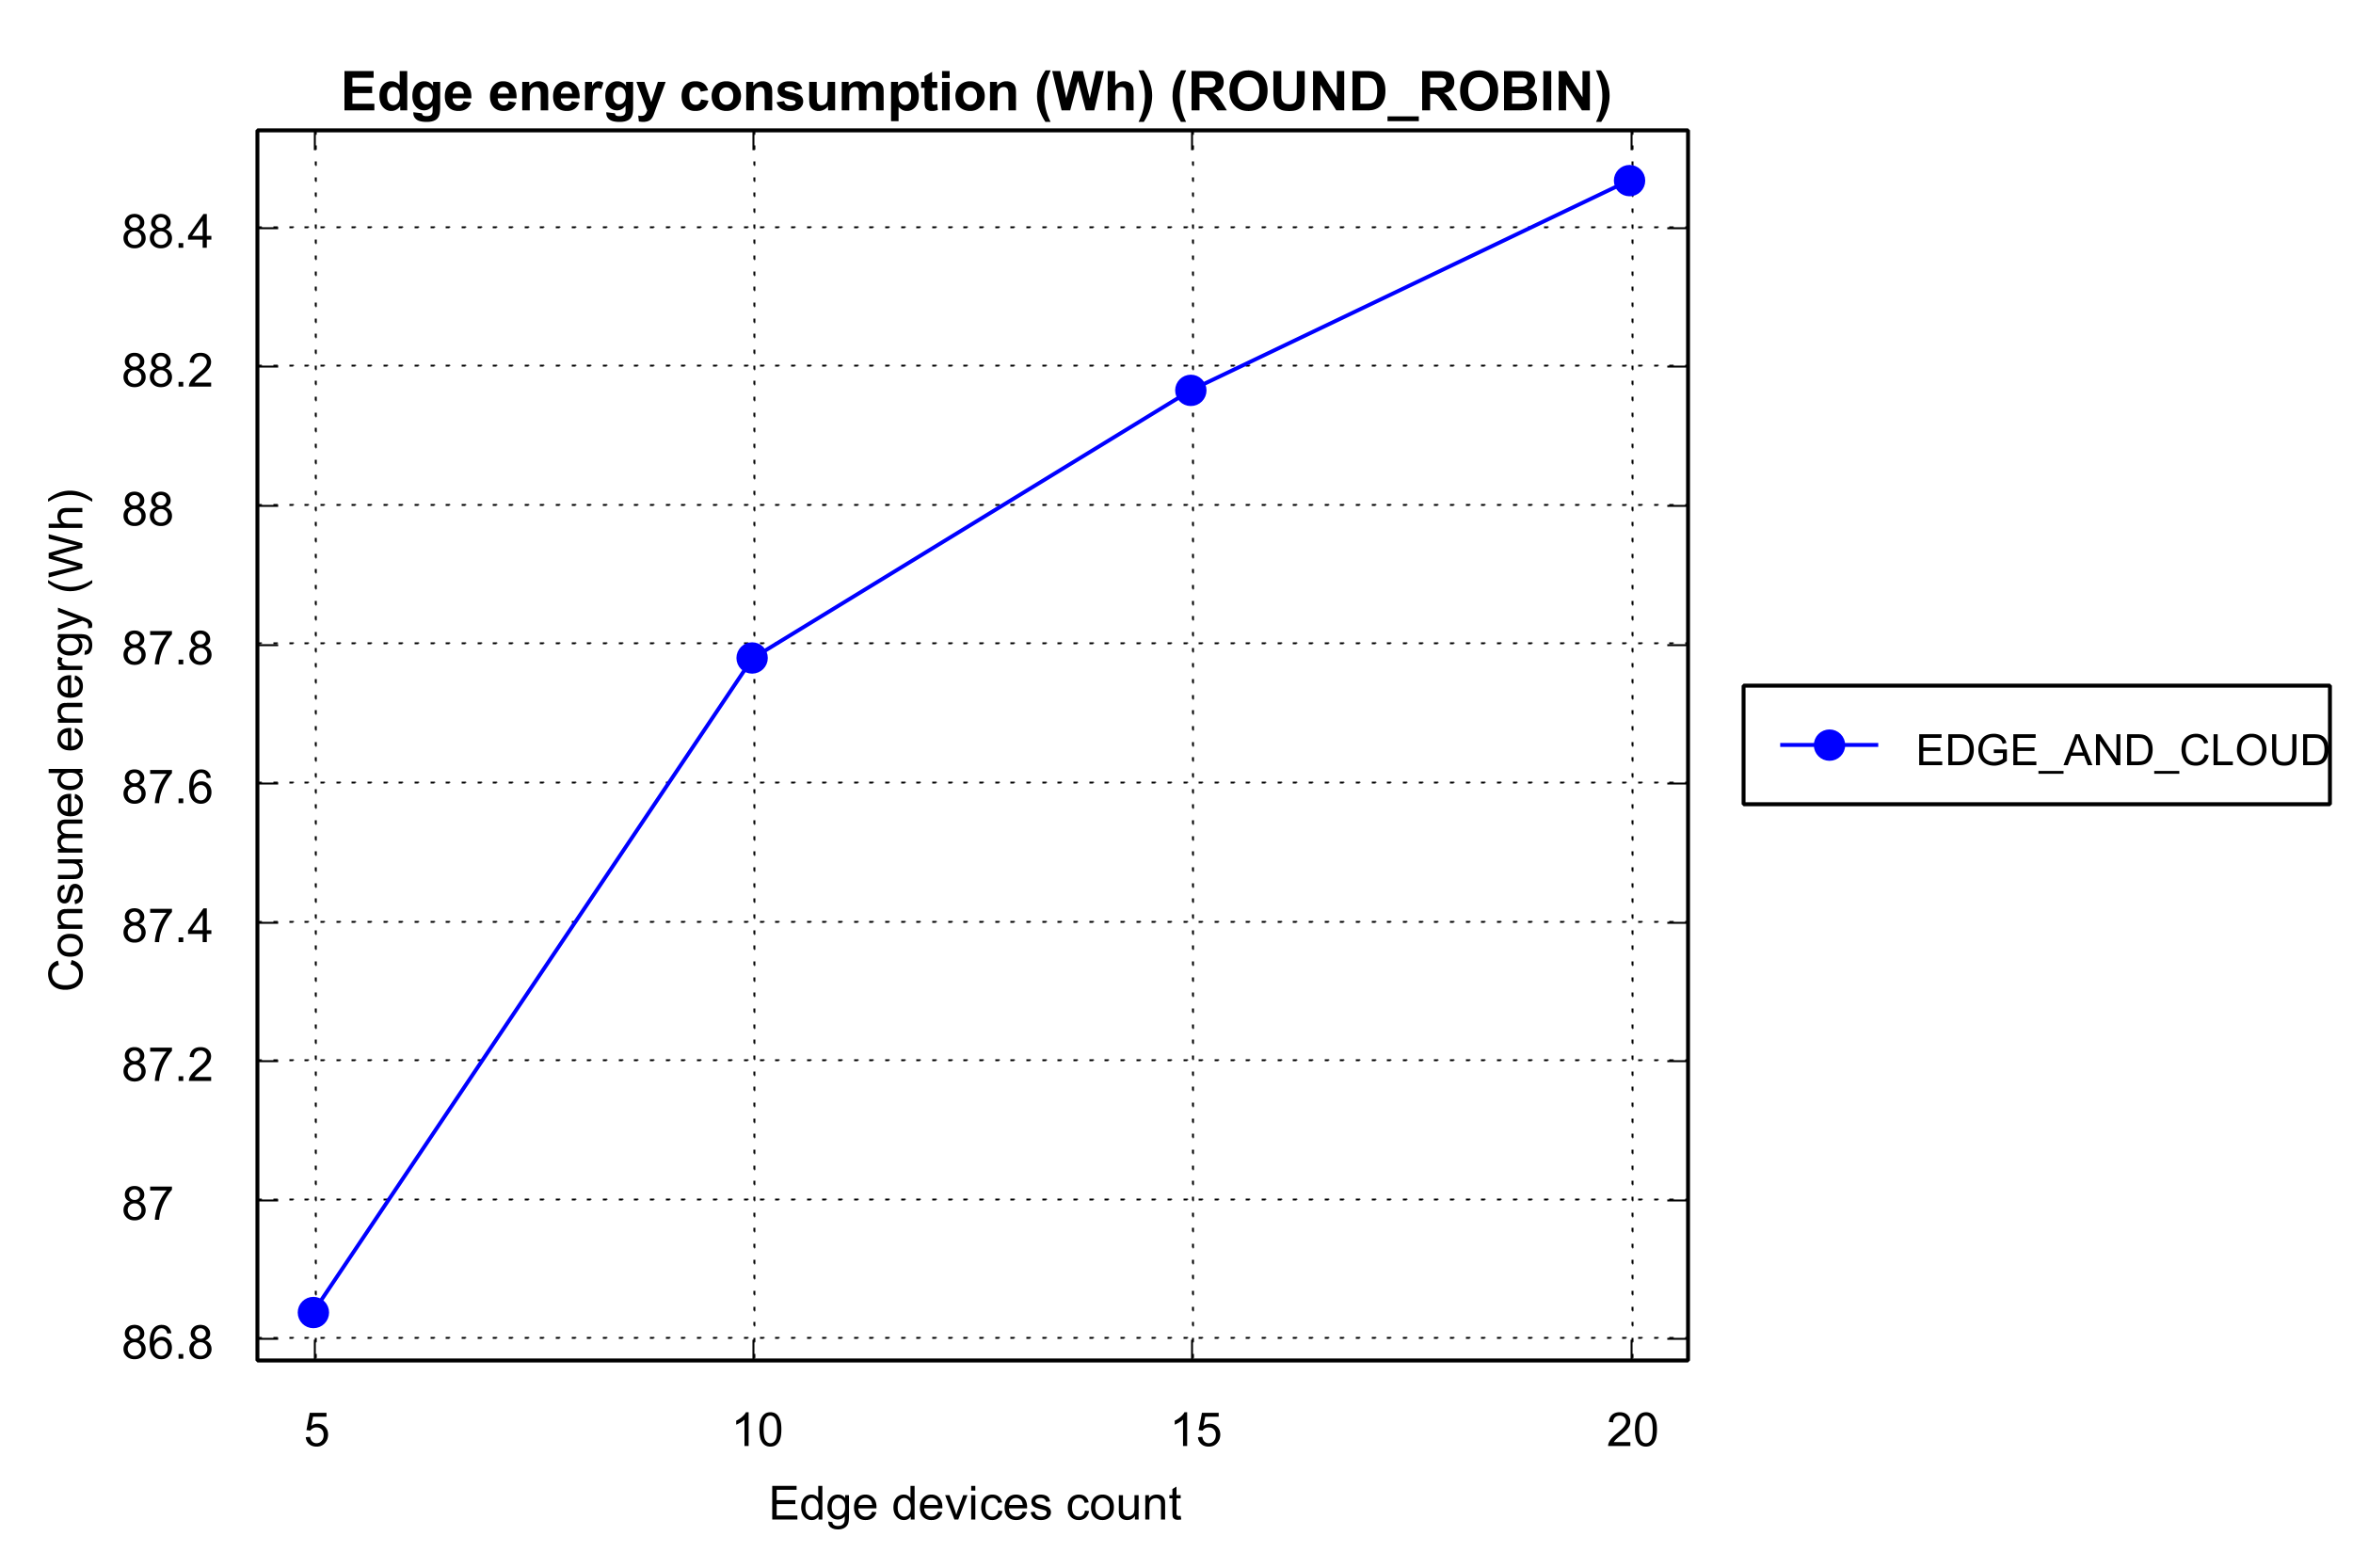 Edge energy consumption (Wh) (ROUND_ROBIN)
88.4
88.2
88
87.8
87.6
87.4
87.2
87
86.8
Consumed energy (Wh)
5 10 15 20
Edge devices count
EDGE_AND_CLOUD